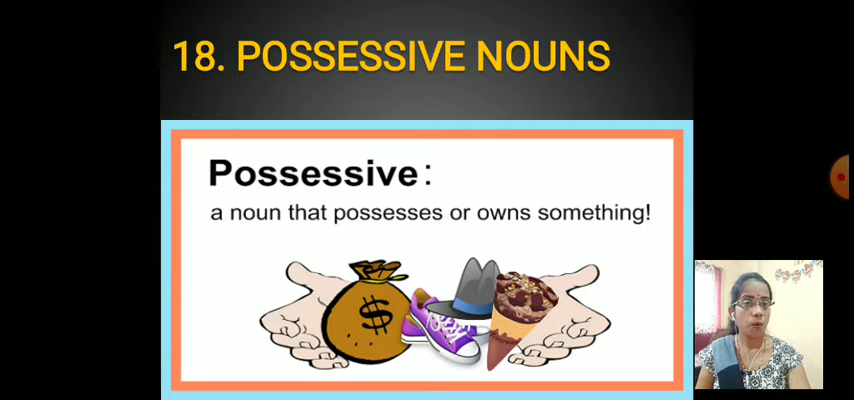 18. POSSESSIVE NOUNS
Possessive:
a noun that possesses or owns something!
$